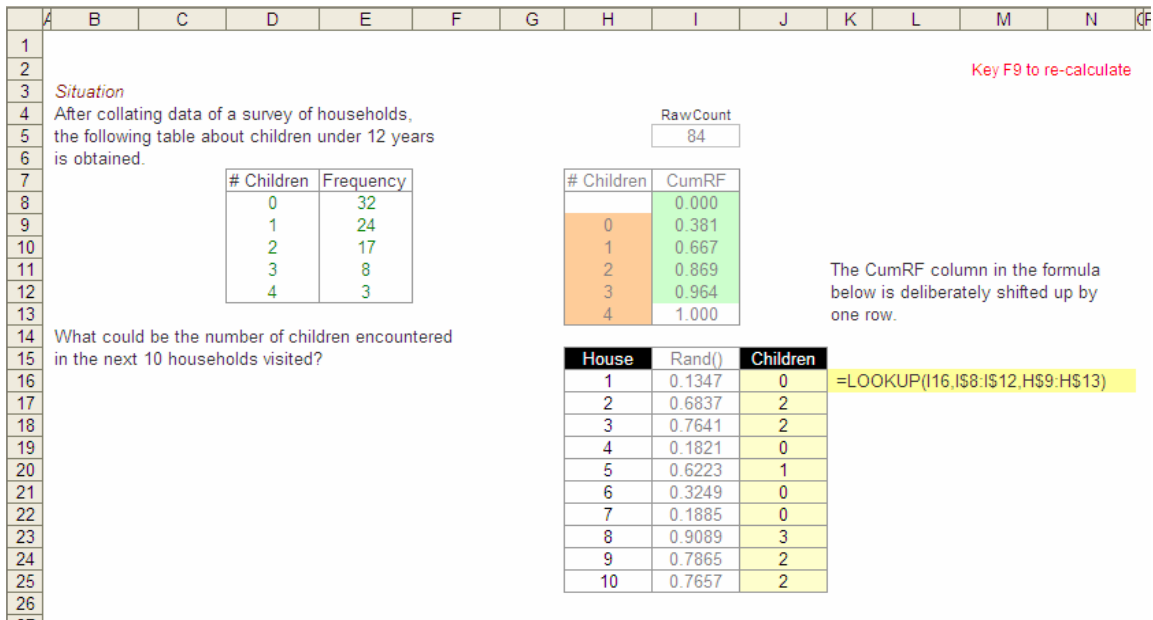 A B C D E F G H I J K L M N
1
2 Key F9 to re-calculate
3 Situation
4 After collating data of a survey of households, RawCount
5 the following table about children under 12 years 84
6 is obtained.
7 # Children Frequency # Children CumRF
8 0 32 0.000
9 1 24 0 0.381
10 2 17 1 0.667
11 3 8 2 0.869 The CumRF column in the formula
12 4 3 3 0.964 below is deliberately shifted up by
13 4 1.000 one row.
14 What could be the number of children encountered
15 in the next 10 households visited? House Rand() Children
16 1 0.1347 0 =LOOKUP(I16,I$8:I$12,H$9:H$13)
17 2 0.6837 2
18 3 0.7641 2
19 4 0.1821 0
20 5 0.6223 1
21 6 0.3249 0
22 7 0.1885 0
23 8 0.9089 3
24 9 0.7865 2
25 10 0.7657 2
26